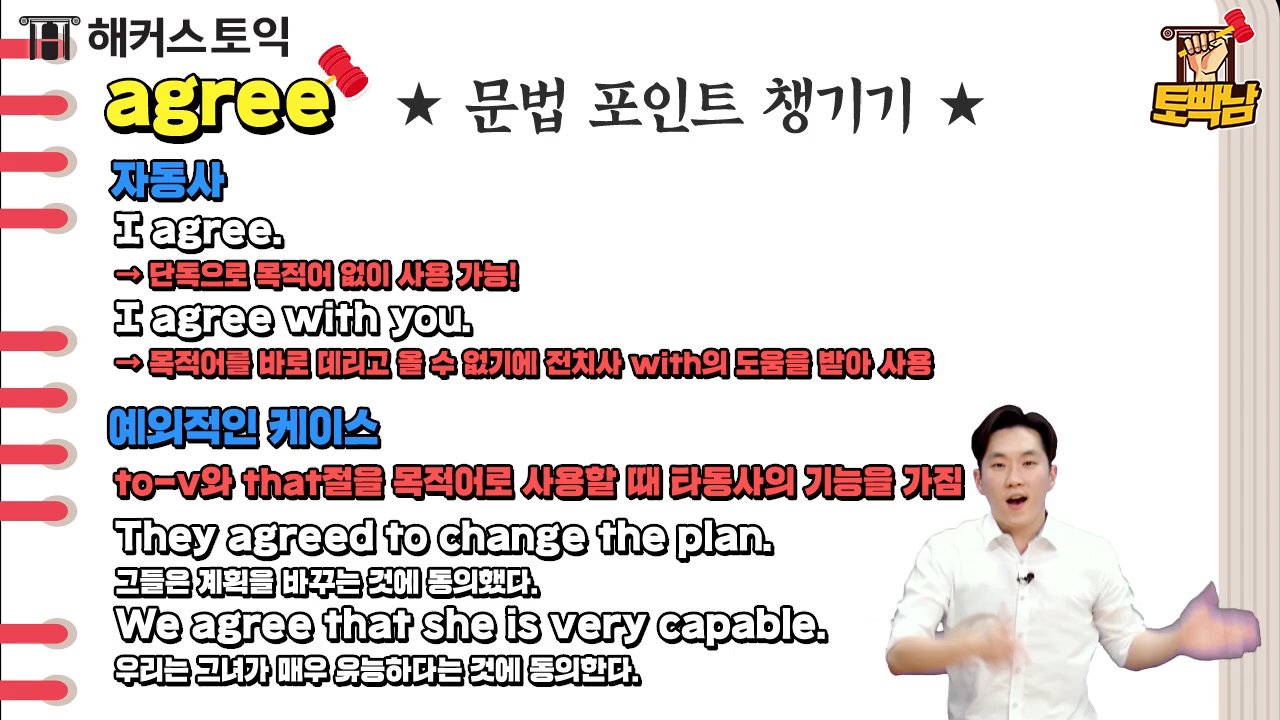 해커스 토익
토빡남
agree
★ 문법 포인트 챙기기 ★
자동사
I agree.
→ 단독으로 목적어 없이 사용 가능!
I agree with you.
→ 목적어를 바로 데리고 올 수 없기에 전치사 with의 도움을 받아 사용
예외적인 케이스
to-v와 that절을 목적어로 사용할 때 타동사의 기능을 가짐
They agreed to change the plan.
그들은 계획을 바꾸는 것에 동의했다.
We agree that she is very capable.
우리는 그녀가 매우 유능하다는 것에 동의한다.